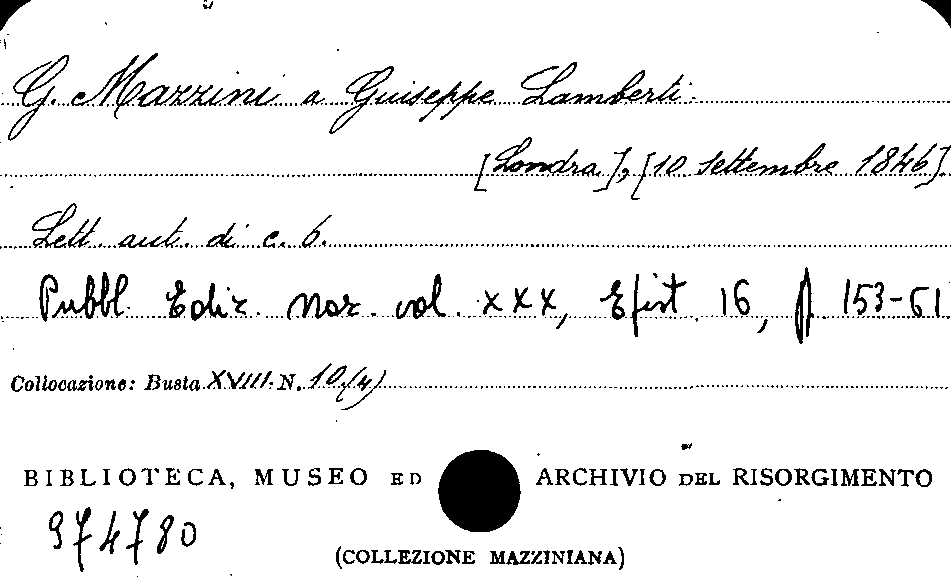 G. Mazzini a Giuseppe Lamberti.
[Londra], [10 settembre 1846].
Lett. aut. di c. 6.
Pubbl. Ediz. Naz. vol. XXX, Epist. 16, p. 153-61
Collocazione: Busta XVIII. N. 10.(4)
BIBLIOTECA, MUSEO ED ARCHIVIO DEL RISORGIMENTO
974780
(COLLEZIONE MAZZINIANA)